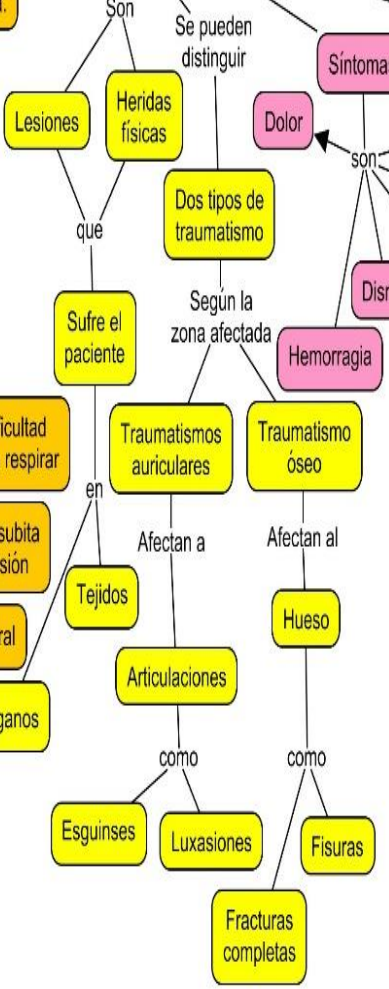 Son
Se pueden
distinguir
Lesiones
Heridas
físicas
Dolor
son
que
Dos tipos de
traumatismo
Según la
zona afectada
Sufre el
paciente
Hemorragia
respirar
Traumatismos
auriculares
Traumatismo
óseo
en
Afectan a
Afectan al
Tejidos
Hueso
Articulaciones
como
como
Esguinses
Luxasiones
Fisuras
Fracturas
completas